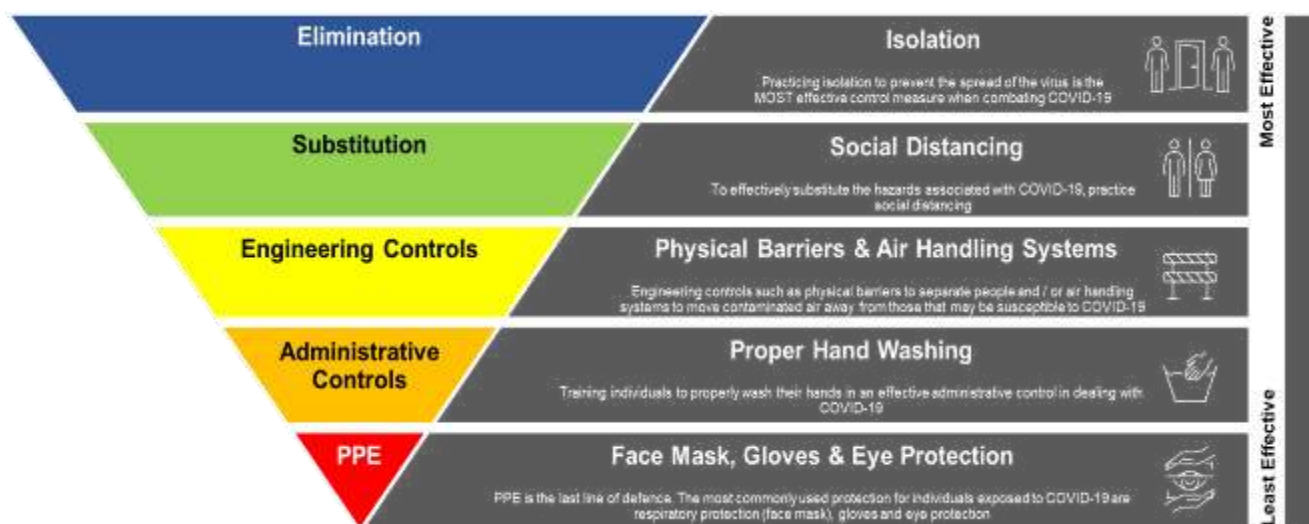 Elimination
Isolation
Practicing isolation to prevent the spread of the virus is the
MOST effective control measure when combating COVID-19
Substitution
Social Distancing
To effectively substitute the hazards associated with COVID-19, practice
social distancing
Engineering Controls
Physical Barriers & Air Handling Systems
Engineering controls such as physical barriers to separate people and / or air handling
systems to move contaminated air away from those that may be susceptible to COVID-19
Administrative
Controls
Proper Hand Washing
Training individuals to properly wash their hands in an effective administrative control in dealing with
COVID-19
PPE
Face Mask, Gloves & Eye Protection
PPE is the last line of defence. The most commonly used protection for individuals exposed to COVID-19 are
respiratory protection (face mask), gloves and eye protection
Most Effective
Least Effective